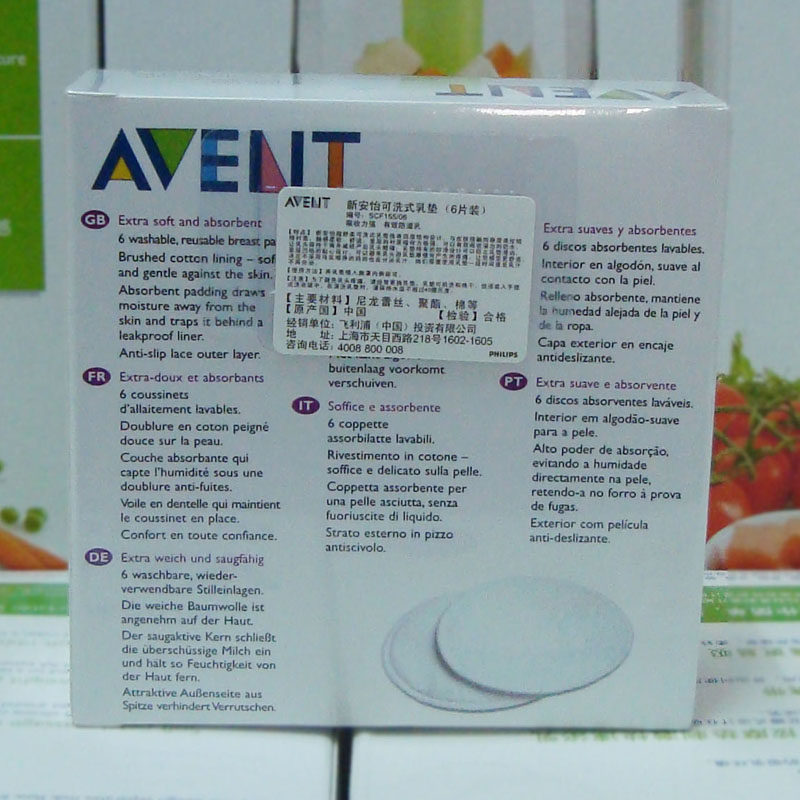 AVENT
GB Extra soft and absorbent
6 washable, reusable breast pa
Brushed cotton lining – sof
and gentle against the skin.
Absorbent padding draws
moisture away from the
skin and traps it behind a
leakproof liner.
Anti-slip lace outer layer.
FR Extra-doux et absorbants
6 coussinets
d'allaitement lavables.
Doublure en coton peigné
douce sur la peau.
Couche absorbante qui
capte l'humidité sous une
doublure anti-fuites.
Voile en dentelle qui maintient
le coussinet en place.
Confort en toute confiance.
DE Extra weich und saugfähig
6 waschbare, wieder-
verwendbare Stilleinlagen.
Die weiche Baumwolle ist
angenehm auf der Haut.
Der saugaktive Kern schließt
die überschüssige Milch ein
und hält so Feuchtigkeit von
der Haut fern.
Attraktive Außenseite aus
Spitze verhindert Verrutschen.
AVENT 新安怡可洗式乳垫（6片装）
编号：SCF155/06
吸收力强 有效防溢乳
【主要材料】尼龙蕾丝、聚酯、棉等
【原产国】中国 【检验】合格
经销单位：飞利浦（中国）投资有限公司
地 址：上海市天目西路218号1602-1605
咨询电话：4008 800 008
PHILIPS
buitenlaag voorkomt
verschuiven.
IT Soffice e assorbente
6 coppette
assorbilatte lavabili.
Rivestimento in cotone –
soffice e delicato sulla pelle.
Coppetta assorbente per
una pelle asciutta, senza
fuoriuscite di liquido.
Strato esterno in pizzo
antiscivolo.
Extra suaves y absorbentes
6 discos absorbentes lavables.
Interior en algodón, suave al
contacto con la piel.
Relleno absorbente, mantiene
la humedad alejada de la piel y
de la ropa.
Capa exterior en encaje
antideslizante.
PT Extra suave e absorvente
6 discos absorventes laváveis.
Interior em algodão-suave
para a pele.
Alto poder de absorção,
evitando a humidade
directamente na pele,
retendo-a no forro à prova
de fugas.
Exterior com película
anti-deslizante.